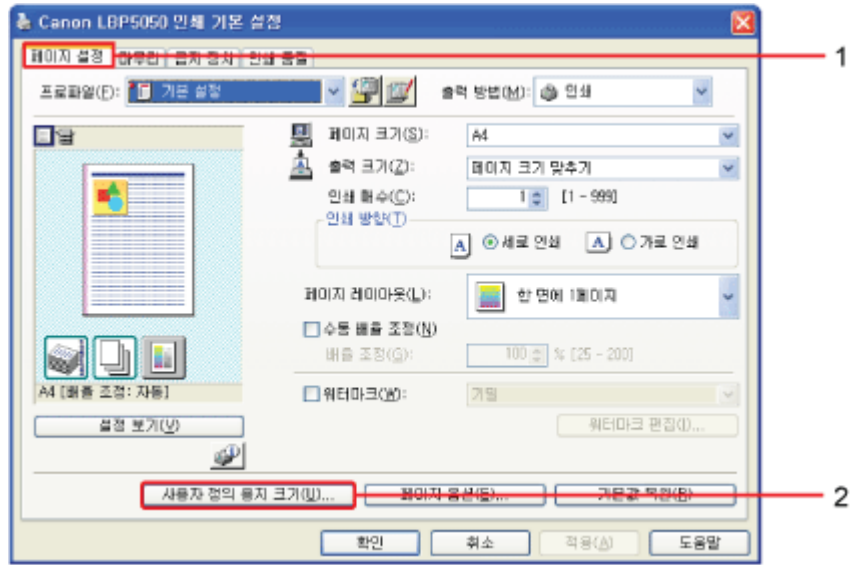 Canon LBP5050 인쇄 기본 설정
페이지 설정 마무리 급지 장치 인쇄 품질
1
프로파일(F): 기본 설정 출력 방법(M): 인쇄
페이지 크기(S): A4
출력 크기(Z): 페이지 크기 맞추기
인쇄 매수(C): 1 [1 - 999]
인쇄 방향(T)
A 세로 인쇄 A 가로 인쇄
페이지 레이아웃(L): 한 면에 1페이지
수동 배율 조정(N)
배율 조정(G): 100 % [25 - 200]
A4 [배율 조정: 자동]
워터마크(W): 기밀
설정 보기(V)
워터마크 편집(I)...
사용자 정의 용지 크기(U)... 페이지 옵션(E)... 기본값 복원(R)
2
확인 취소 적용(A) 도움말